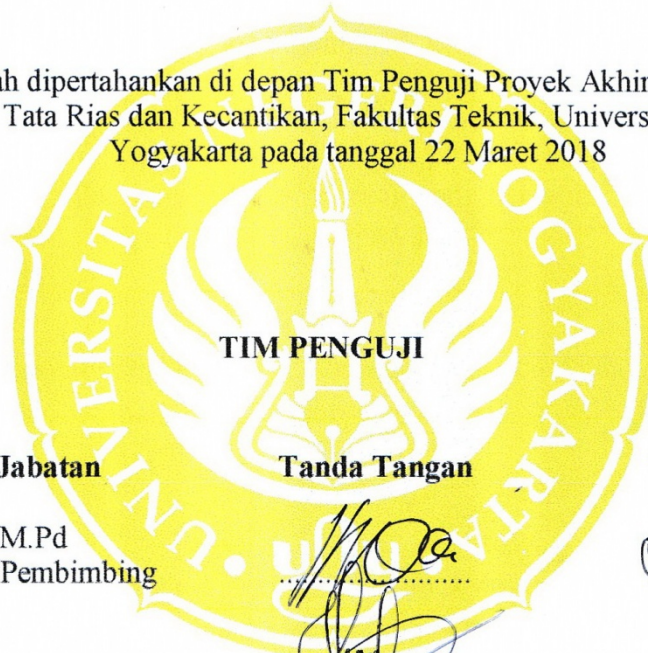 ah dipertahankan di depan Tim Penguji Proyek Akhir
Tata Rias dan Kecantikan, Fakultas Teknik, Univers
Yogyakarta pada tanggal 22 Maret 2018
UNIVERSITAS NEGERI YOGYAKARTA
TIM PENGUJI
Jabatan Tanda Tangan
M.Pd
Pembimbing ........................